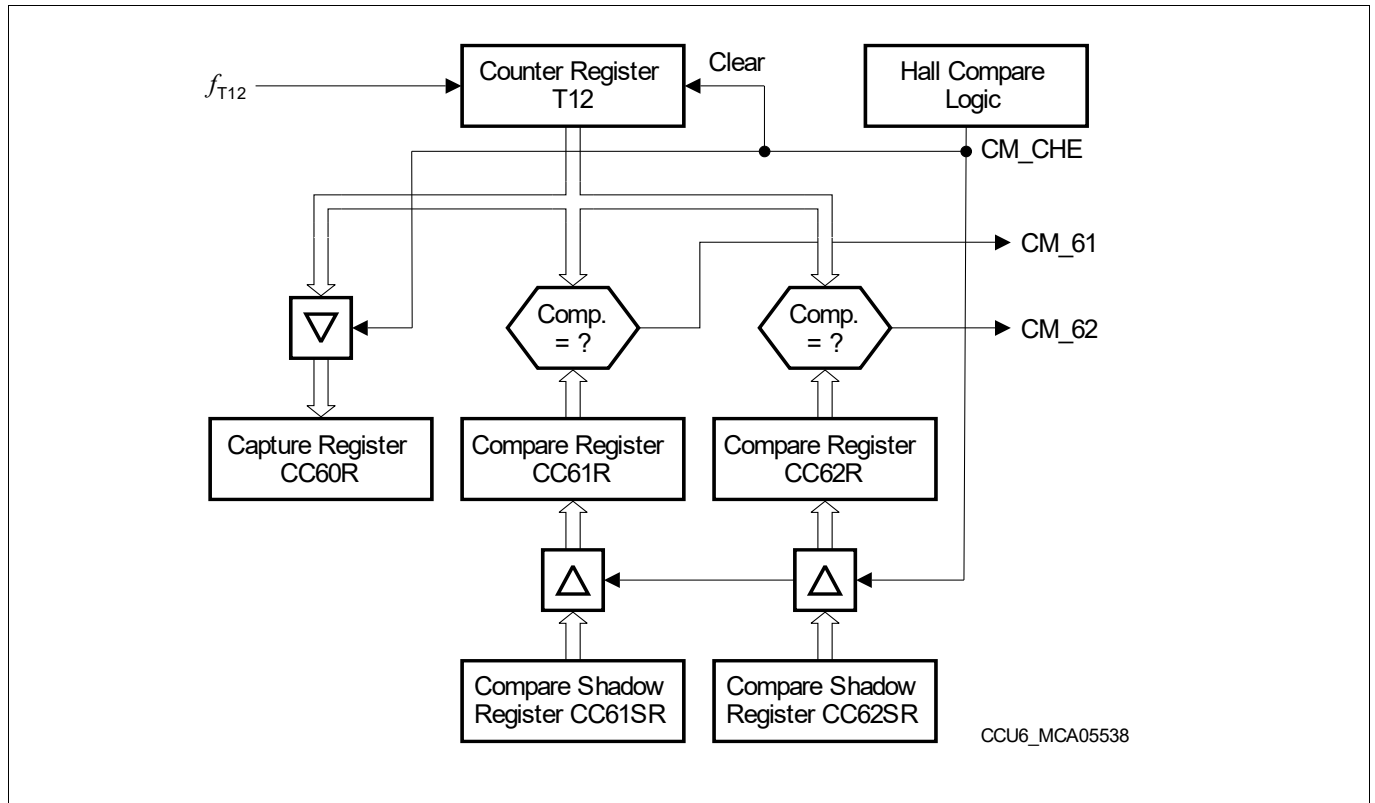 Counter Register
T12
Clear
Hall Compare
Logic
fT12
CM_CHE
CM_61
CM_62
Comp.
= ?
Comp.
= ?
Capture Register
CC60R
Compare Register
CC61R
Compare Register
CC62R
Compare Shadow
Register CC61SR
Compare Shadow
Register CC62SR
CCU6_MCA05538